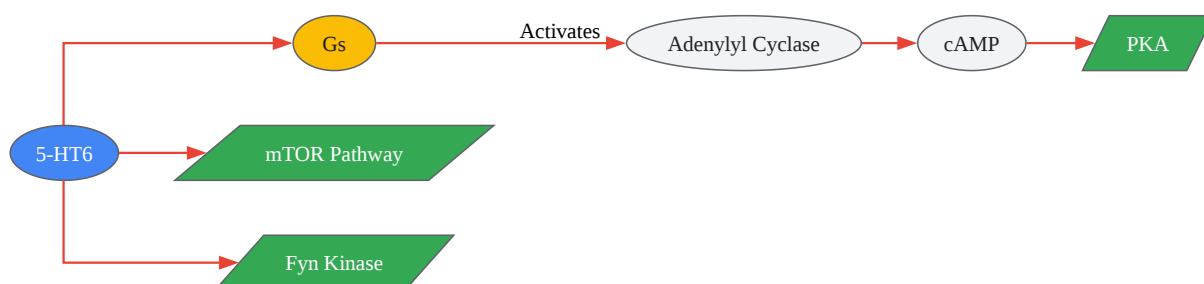 Gs
Activates
Adenylyl Cyclase
cAMP
PKA
5-HT6
mTOR Pathway
Fyn Kinase